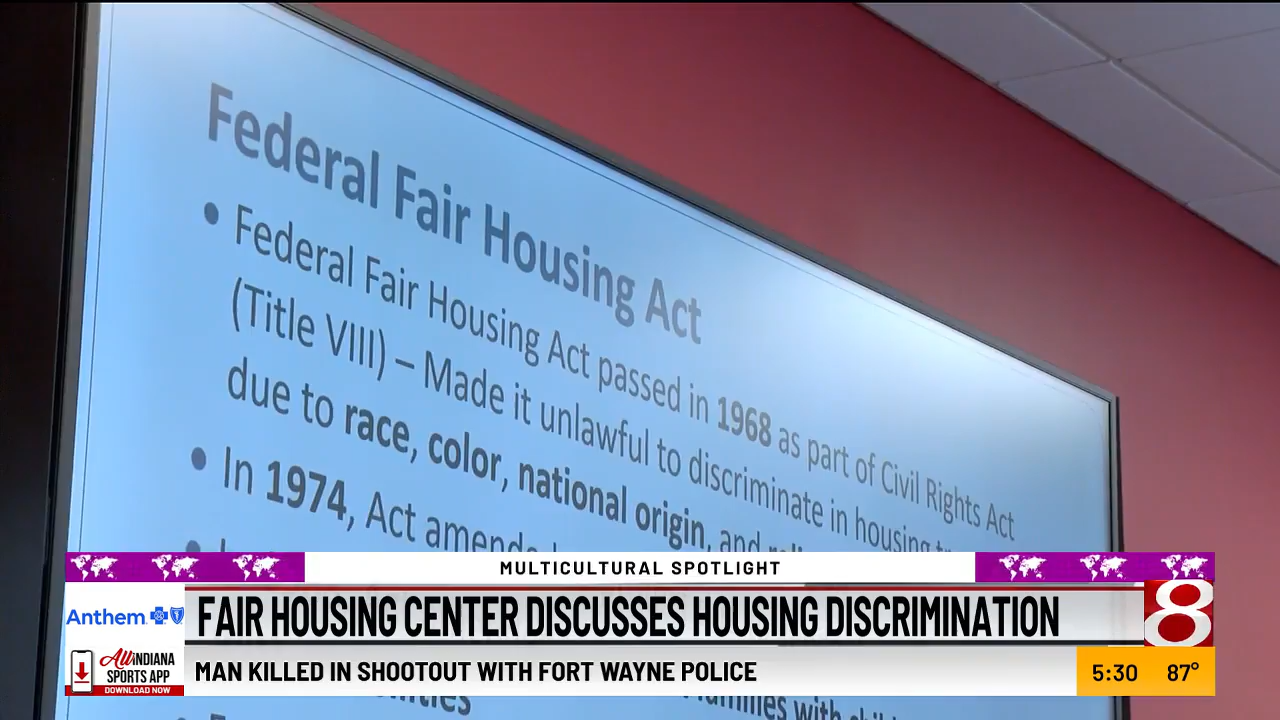 Federal Fair Housing Act
• Federal Fair Housing Act passed in 1968 as part of Civil Rights Act
(Title VIII) – Made it unlawful to discriminate in housing
due to race, color, national origin, and
• In 1974, Act
MULTICULTURAL SPOTLIGHT
Anthem
FAIR HOUSING CENTER DISCUSSES HOUSING DISCRIMINATION
8
All INDIANA
SPORTS APP
DOWNLOAD NOW
MAN KILLED IN SHOOTOUT WITH FORT WAYNE POLICE
5:30 87°
with